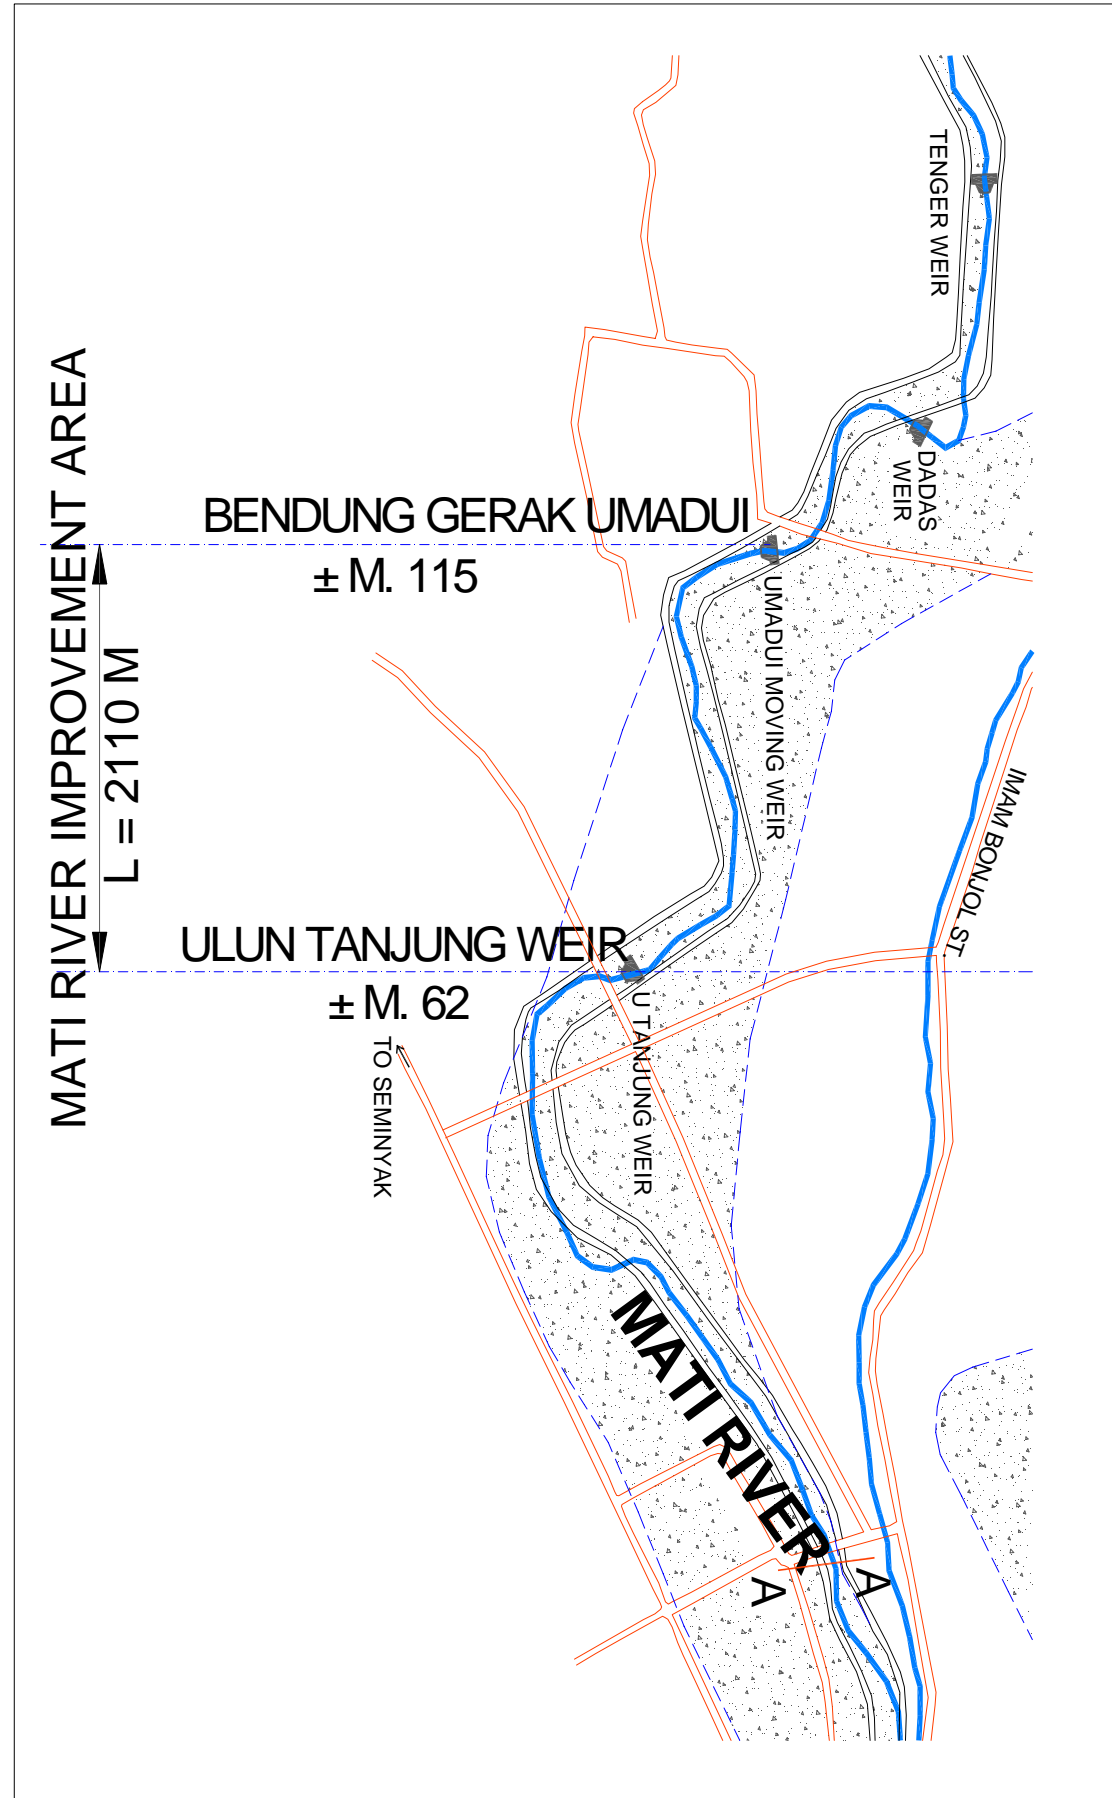 TENGER WEIR
DADAS
WEIR
BENDUNG GERAK UMADUI
± M. 115
UMADUI MOVING WEIR
MATI RIVER IMPROVEMENT AREA
L = 2110 M
IMAM BONJOL ST.
ULUN TANJUNG WEIR
± M. 62
U TANJUNG WEIR
TO SEMINYAK
MATI RIVER
A
A